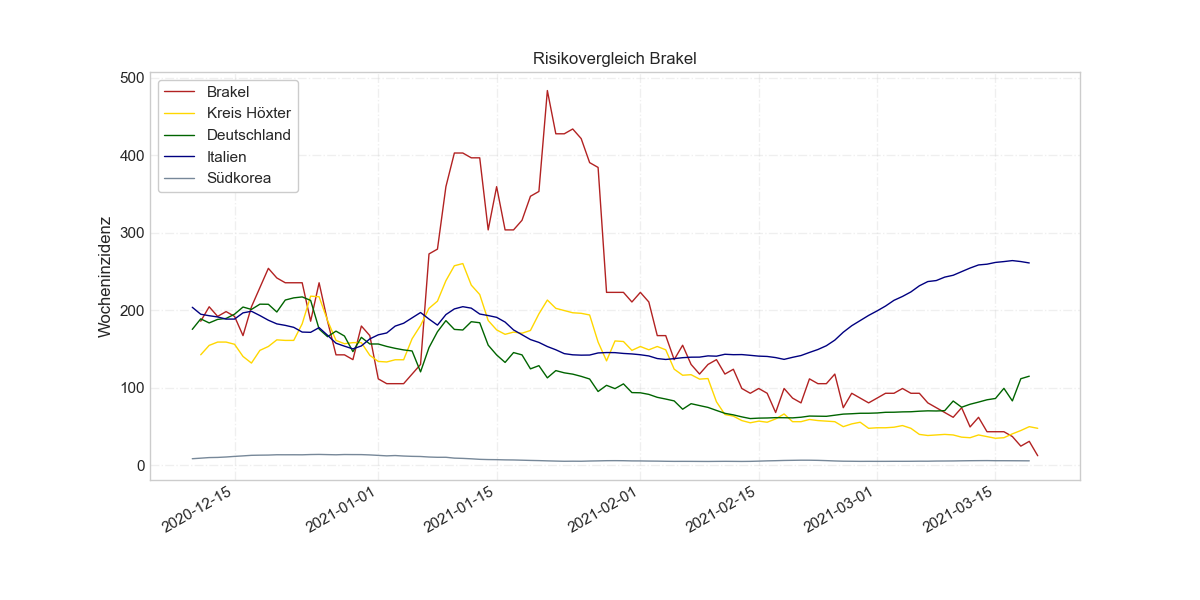 Risikovergleich Brakel
Wocheninzidenz
500
400
300
200
100
0
Brakel
Kreis Höxter
Deutschland
Italien
Südkorea
2020-12-15
2021-01-01
2021-01-15
2021-02-01
2021-02-15
2021-03-01
2021-03-15